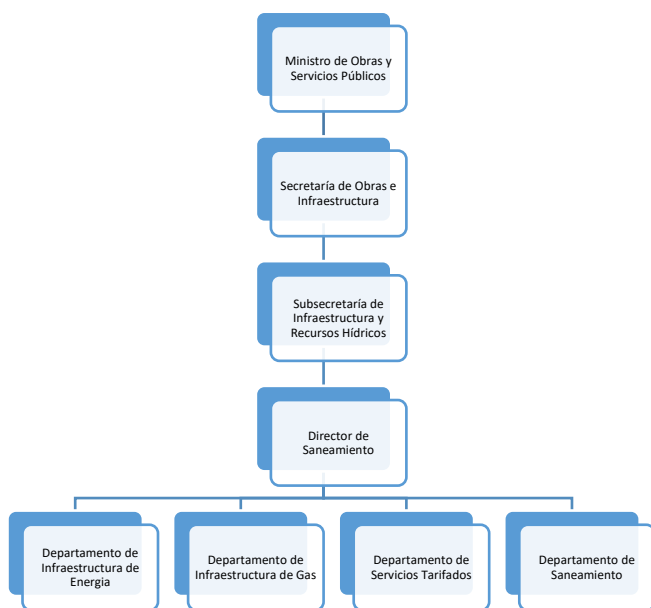 Ministro de Obras y
Servicios Públicos
Secretaría de Obras e
Infraestructura
Subsecretaría de
Infraestructura y
Recursos Hídricos
Director de
Saneamiento
Departamento de
Infraestructura de
Energia
Departamento de
Infraestructura de Gas
Departamento de
Servicios Tarifados
Departamento de
Saneamiento